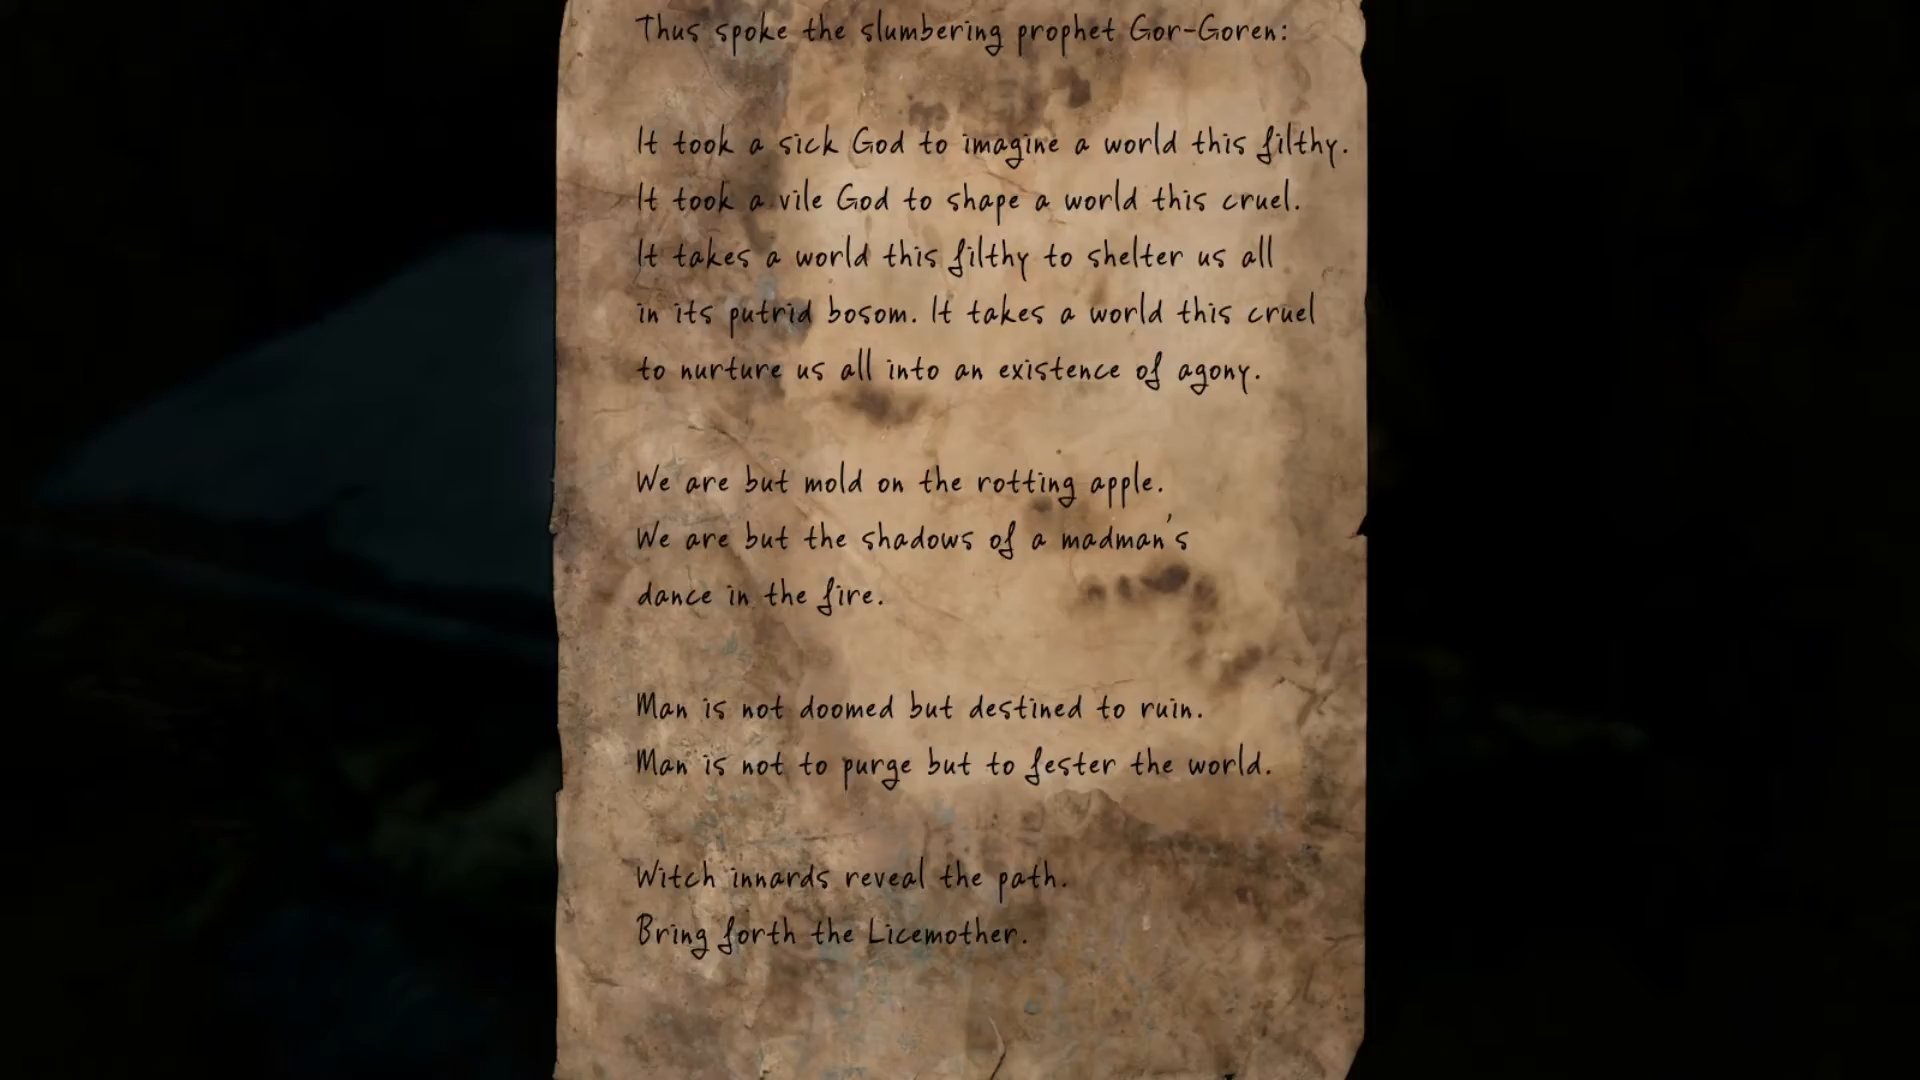 Thus spoke the slumbering prophet Gor-Goren:
It took a sick God to imagine a world this filthy.
It took a vile God to shape a world this cruel.
It takes a world this filthy to shelter us all
in its putrid bosom. It takes a world this cruel
to nurture us all into an existence of agony.
We are but mold on the rotting apple.
We are but the shadows of a madman's
dance in the fire.
Man is not doomed but destined to ruin.
Man is not to purge but to fester the world.
Witch innards reveal the path.
Bring forth the Licemother.